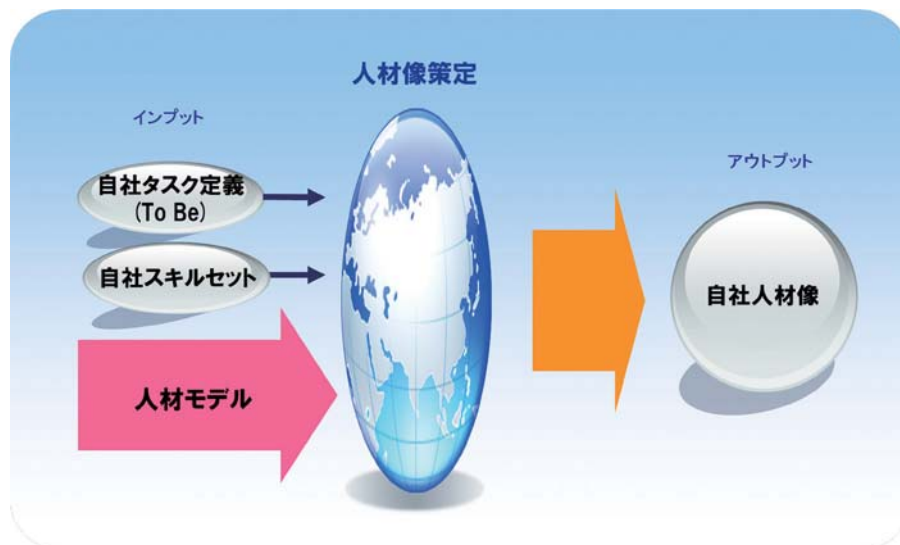 人材像策定
インプット
自社タスク定義
(To Be)
自社スキルセット
人材モデル
アウトプット
自社人材像